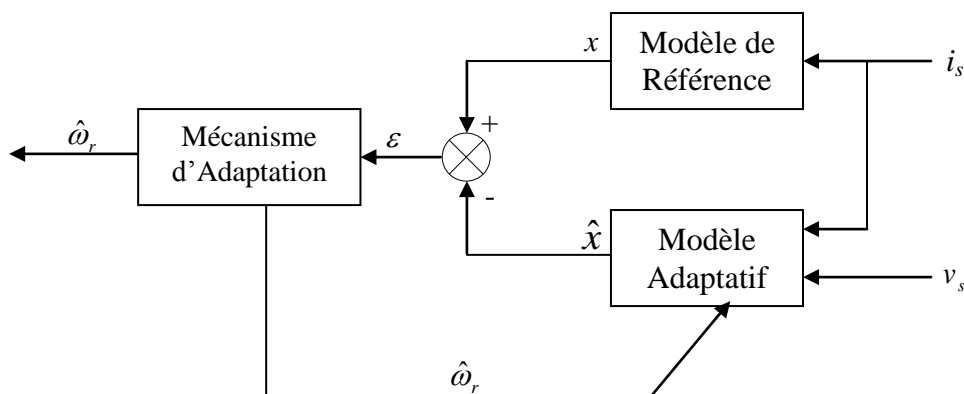 x
Modèle de
Référence
i_s
+
ω̂_r
Mécanisme
d'Adaptation
ε
-
x̂
Modèle
Adaptatif
v_s
ω̂_r